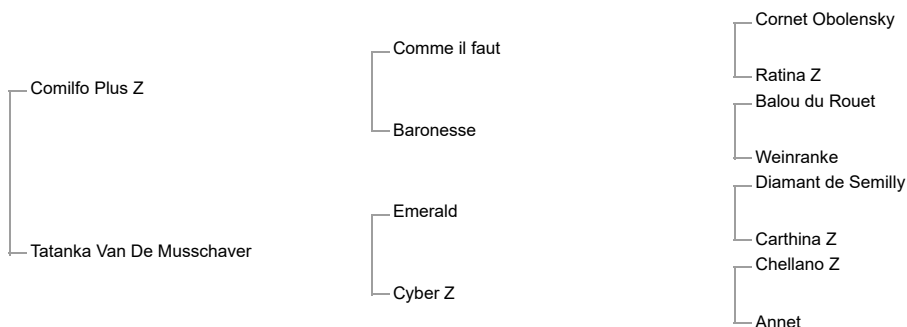 Cornet Obolensky
Comme il faut
Ratina Z
Comilfo Plus Z
Balou du Rouet
Baronesse
Weinranke
Diamant de Semilly
Emerald
Carthina Z
Tatanka Van De Musschaver
Chellano Z
Cyber Z
Annet